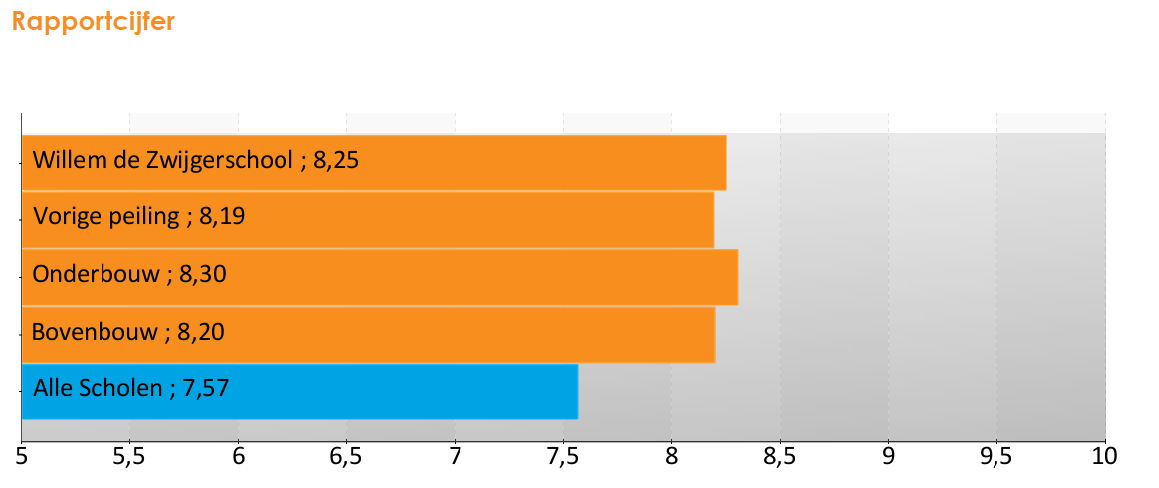 Rapportcijfer
Willem de Zwijgerschool ; 8,25
Vorige peiling ; 8,19
Onderbouw ; 8,30
Bovenbouw ; 8,20
Alle Scholen ; 7,57
5 5,5 6 6,5 7 7,5 8 8,5 9 9,5 10